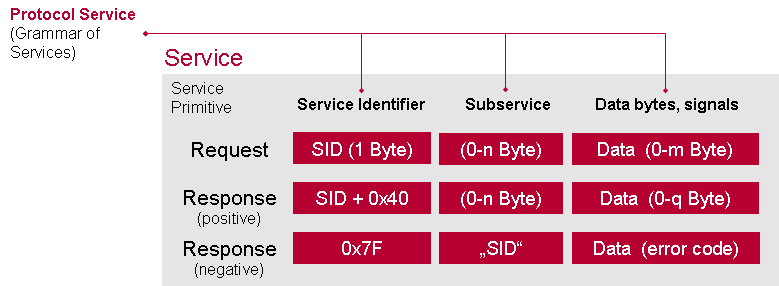 Protocol Service
(Grammar of
Services)
Service
Service
Primitive
Service Identifier
Subservice
Data bytes, signals
Request
SID (1 Byte)
(0-n Byte)
Data (0-m Byte)
Response
(positive)
SID + 0x40
(0-n Byte)
Data (0-q Byte)
Response
(negative)
0x7F
„SID“
Data (error code)